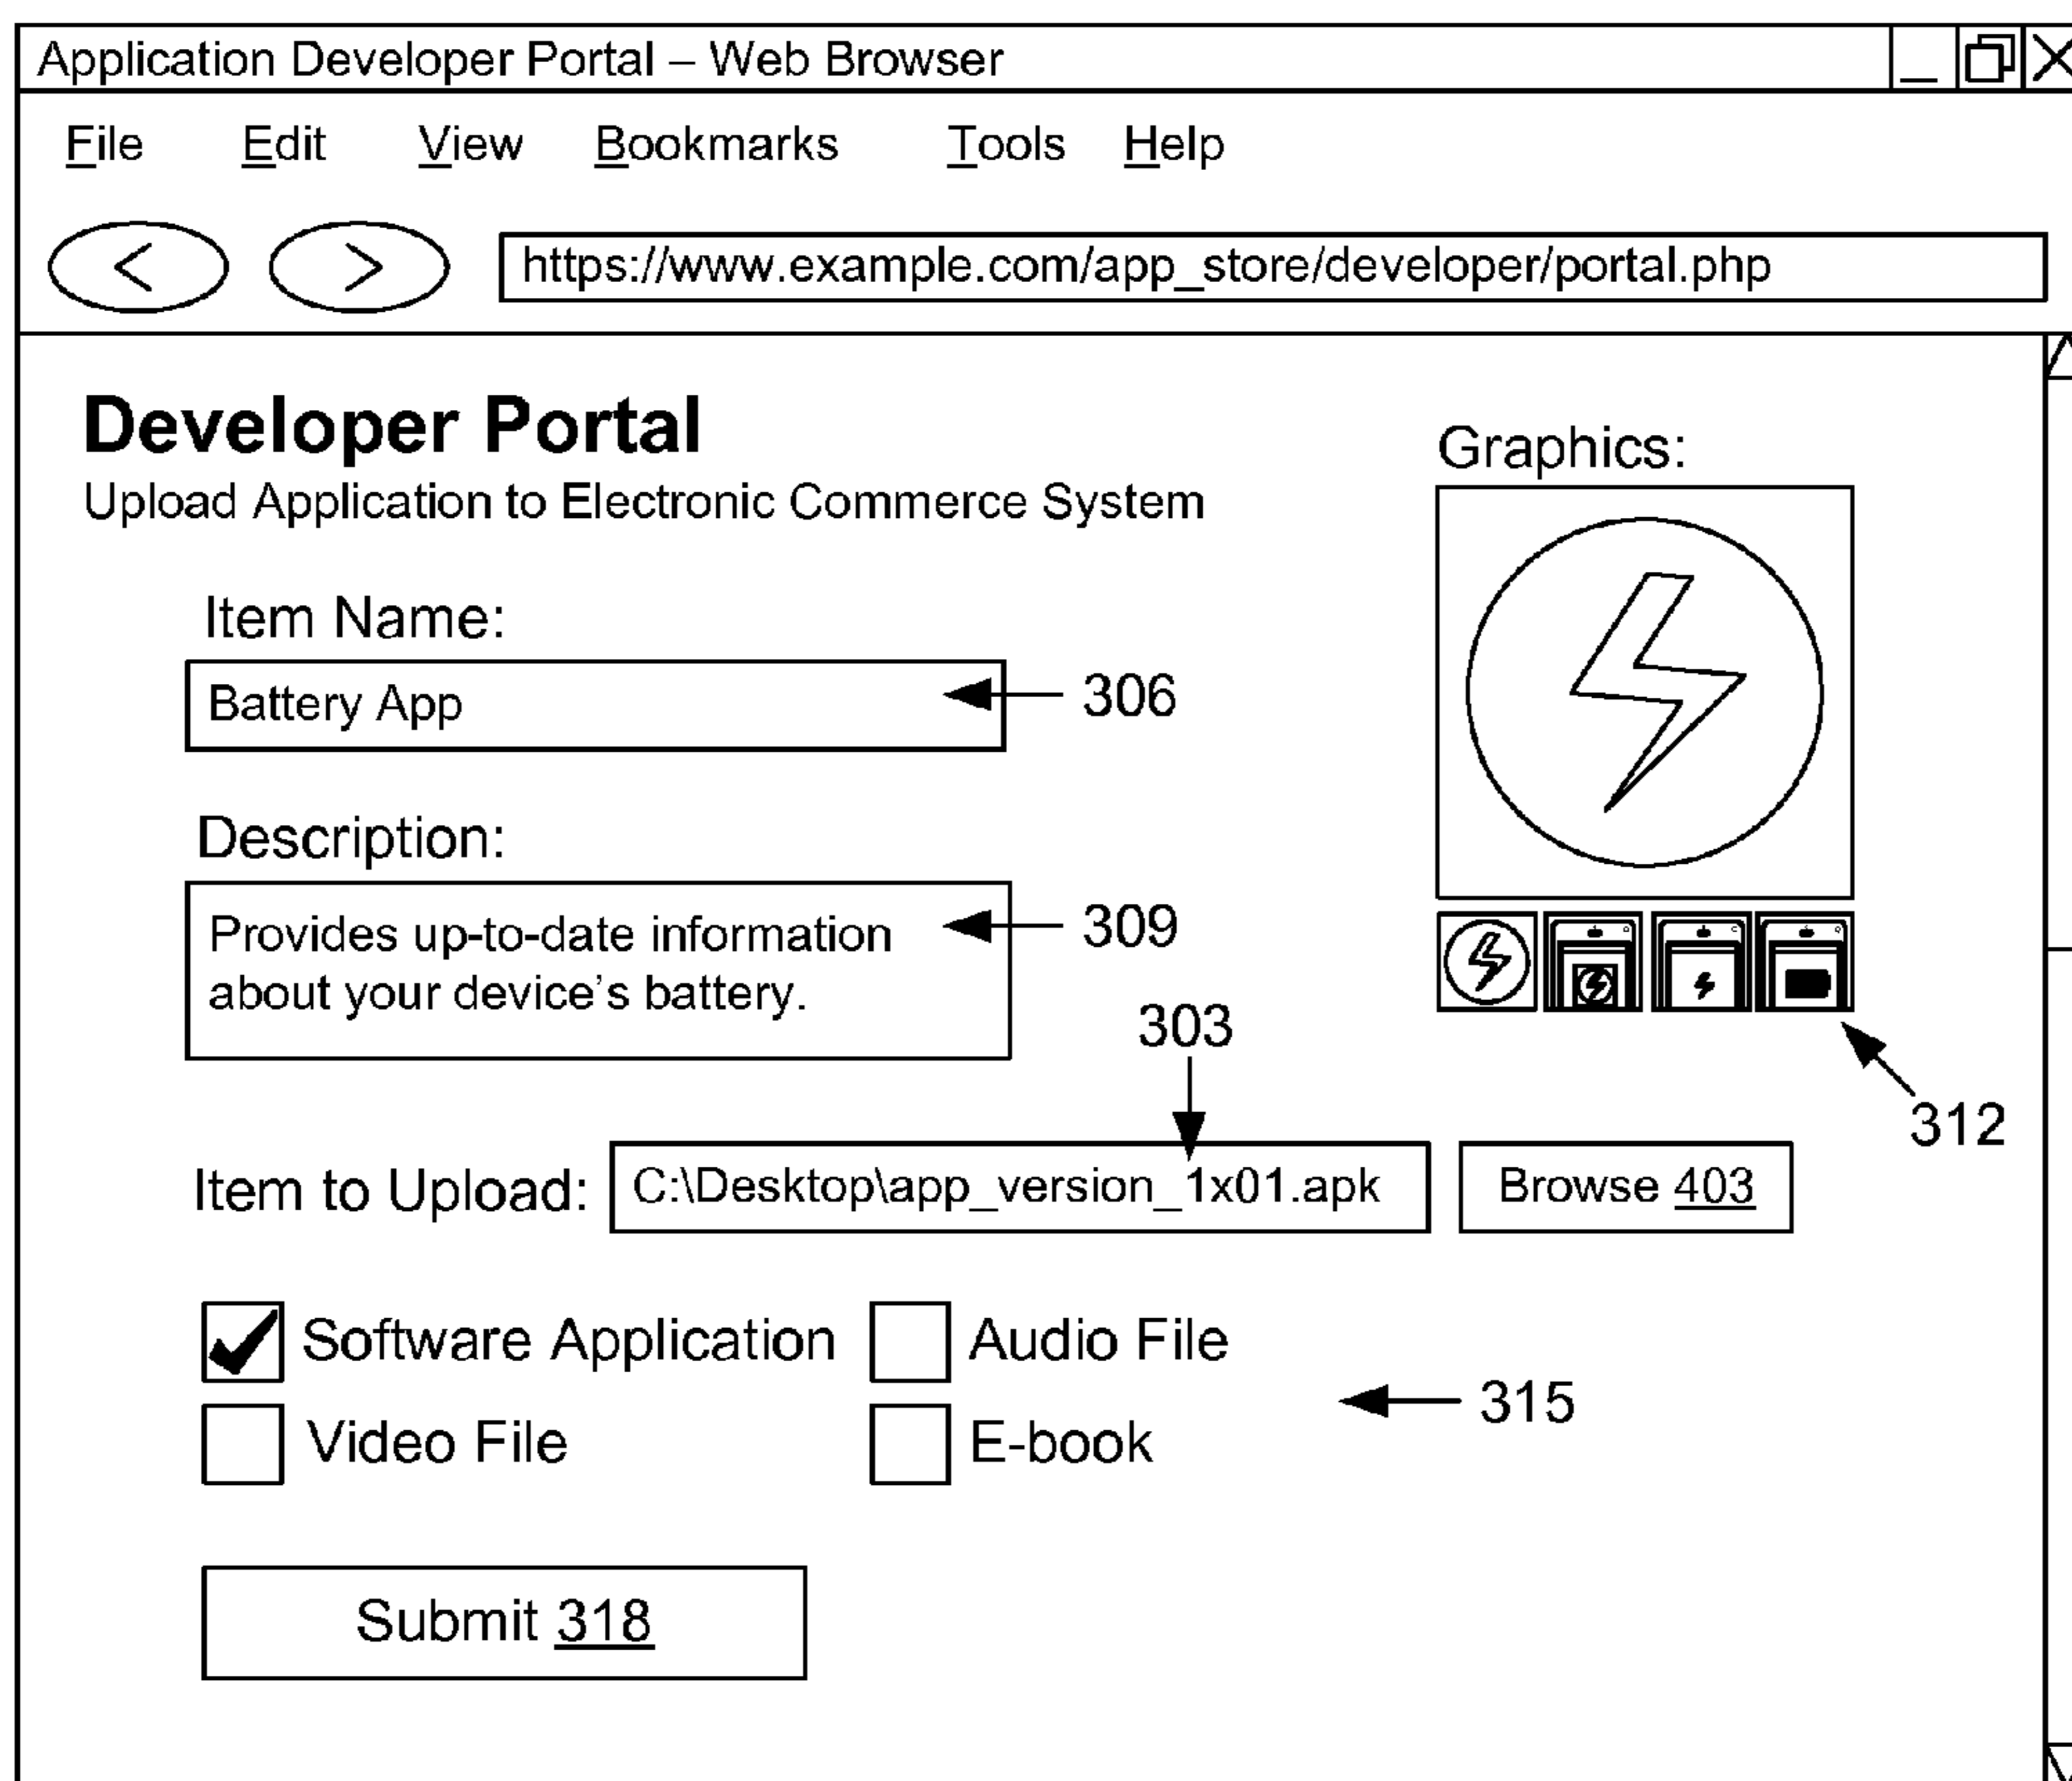 Application Developer Portal – Web Browser
File Edit View Bookmarks Tools Help
< > https://www.example.com/app_store/developer/portal.php
Developer Portal
Upload Application to Electronic Commerce System
Graphics:
Item Name:
Battery App
306
Description:
Provides up-to-date information
about your device's battery.
309
303
312
Item to Upload: C:\Desktop\app_version_1x01.apk Browse 403
Software Application Audio File
315
Video File E-book
Submit 318